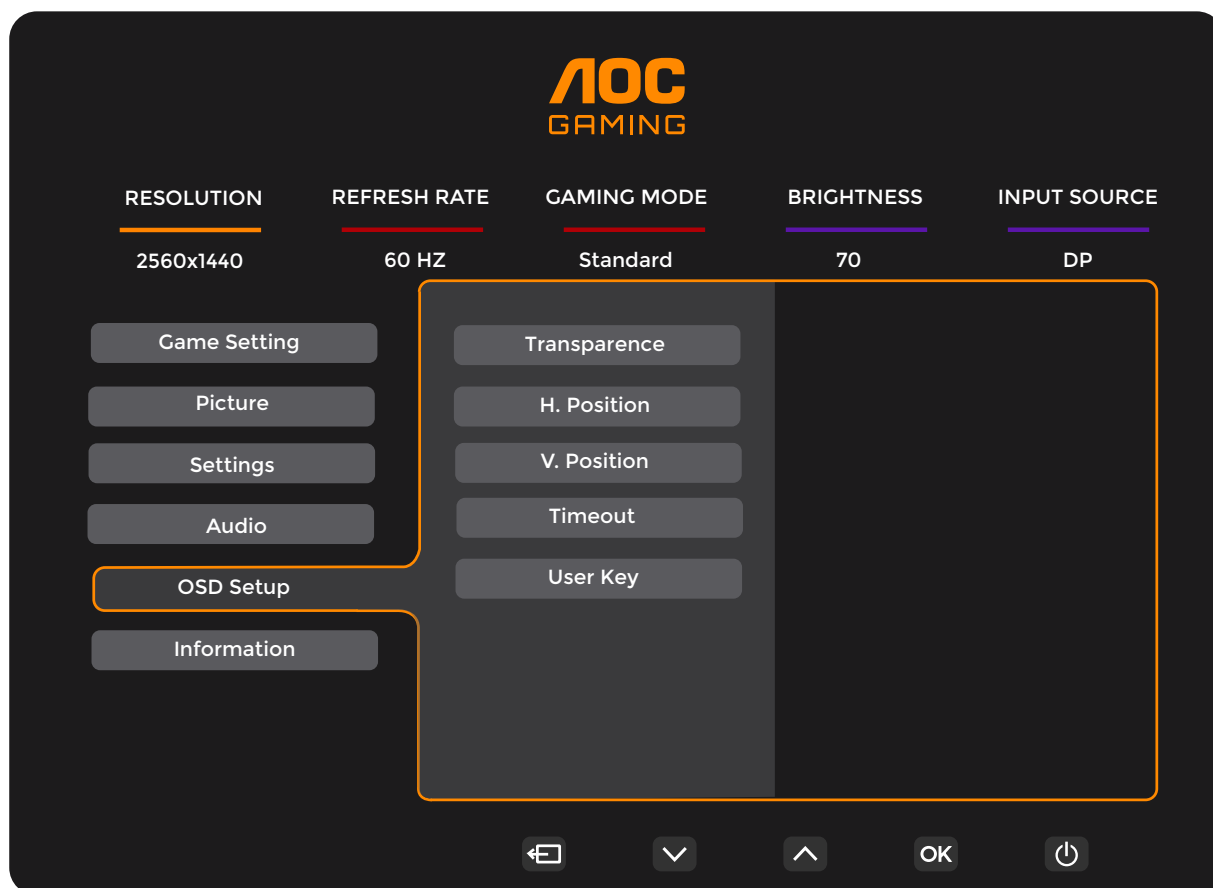 AOC
GAMING
RESOLUTION REFRESH RATE GAMING MODE BRIGHTNESS INPUT SOURCE
2560x1440 60 HZ Standard 70 DP
Game Setting
Picture
Settings
Audio
OSD Setup
Information
Transparence
H. Position
V. Position
Timeout
User Key
OK